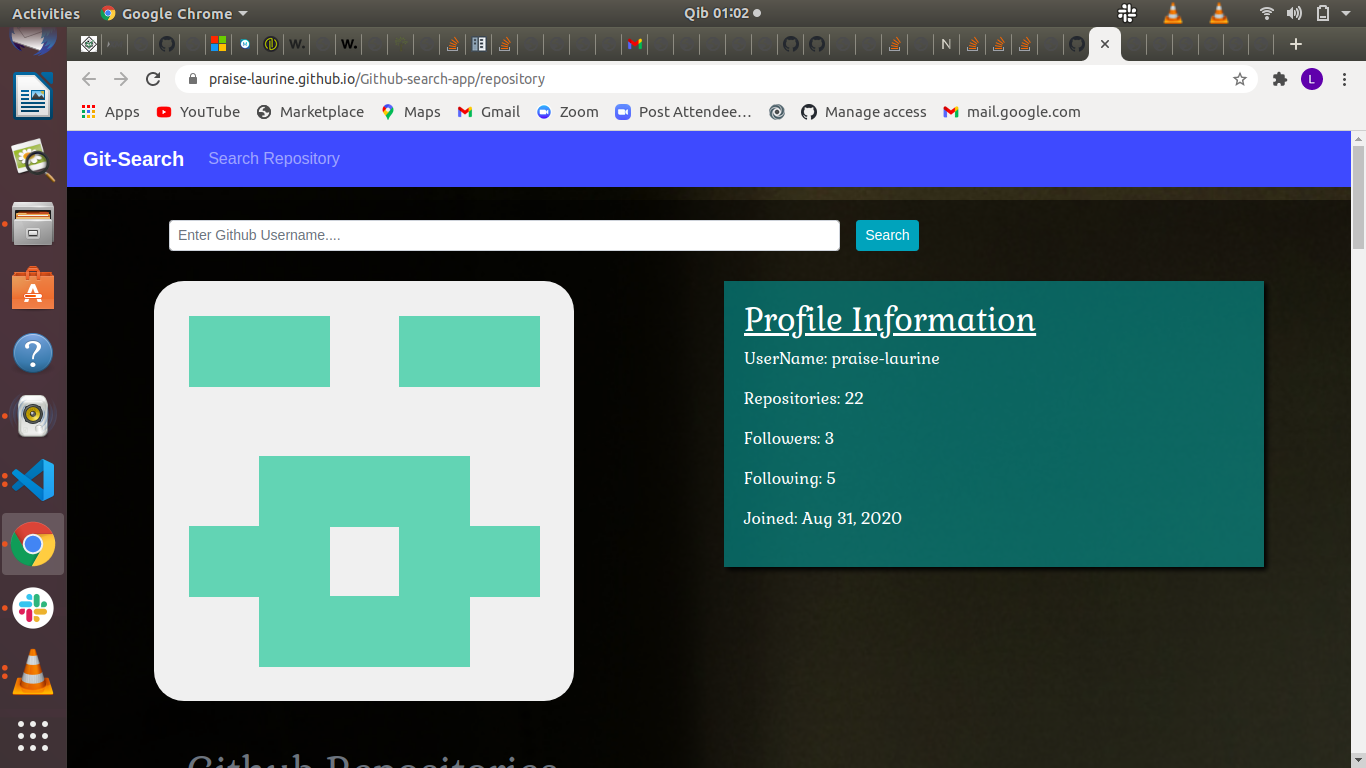 Activities Google Chrome Qib 01:02
praise-laurine.github.io/Github-search-app/repository L
Apps YouTube Marketplace Maps Gmail Zoom Post Attendee… Manage access mail.google.com
Git-Search Search Repository
Enter Github Username.... Search
Profile Information
UserName: praise-laurine
Repositories: 22
Followers: 3
Following: 5
Joined: Aug 31, 2020
Github Repositories